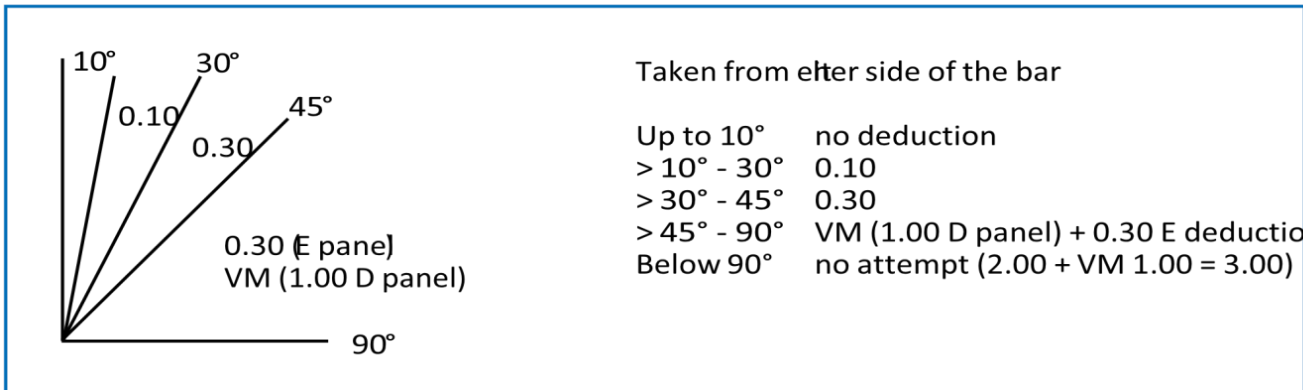 10°
30°
45°
0.10
0.30
0.30 (E panel)
VM (1.00 D panel)
90°
Taken from eiter side of the bar
Up to 10° no deduction
> 10° - 30° 0.10
> 30° - 45° 0.30
> 45° - 90° VM (1.00 D panel) + 0.30 E deductio
Below 90° no attempt (2.00 + VM 1.00 = 3.00)